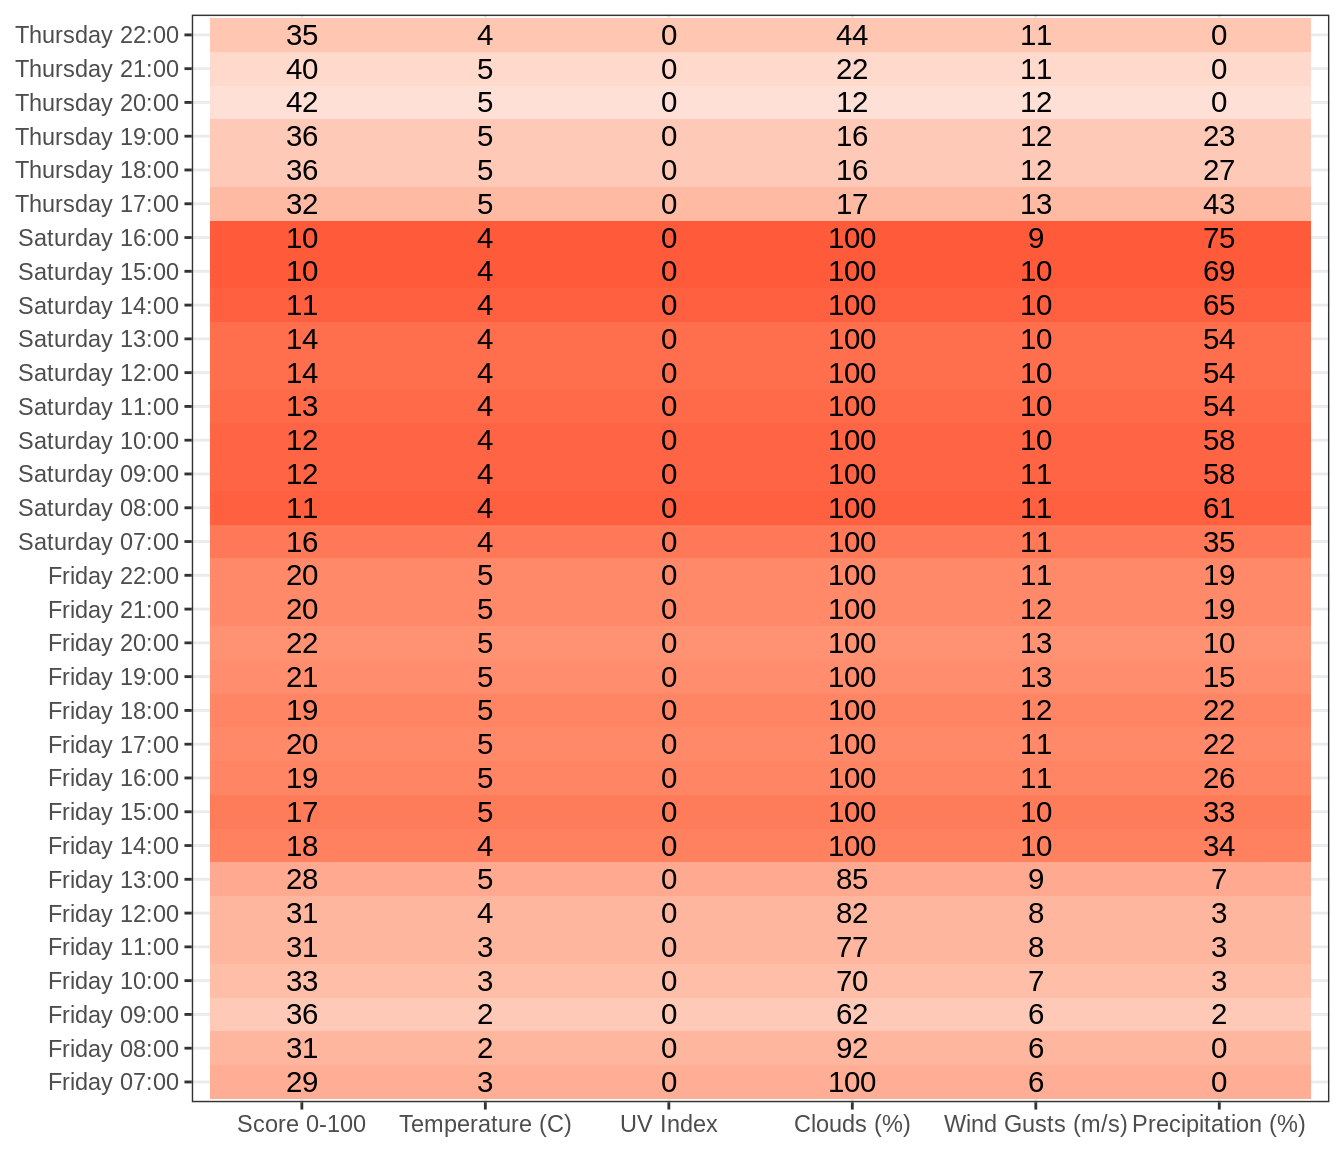 Thursday 22:00 35 4 0 44 11 0
Thursday 21:00 40 5 0 22 11 0
Thursday 20:00 42 5 0 12 12 0
Thursday 19:00 36 5 0 16 12 23
Thursday 18:00 36 5 0 16 12 27
Thursday 17:00 32 5 0 17 13 43
Saturday 16:00 10 4 0 100 9 75
Saturday 15:00 10 4 0 100 10 69
Saturday 14:00 11 4 0 100 10 65
Saturday 13:00 14 4 0 100 10 54
Saturday 12:00 14 4 0 100 10 54
Saturday 11:00 13 4 0 100 10 54
Saturday 10:00 12 4 0 100 10 58
Saturday 09:00 12 4 0 100 11 58
Saturday 08:00 11 4 0 100 11 61
Saturday 07:00 16 4 0 100 11 35
Friday 22:00 20 5 0 100 11 19
Friday 21:00 20 5 0 100 12 19
Friday 20:00 22 5 0 100 13 10
Friday 19:00 21 5 0 100 13 15
Friday 18:00 19 5 0 100 12 22
Friday 17:00 20 5 0 100 11 22
Friday 16:00 19 5 0 100 11 26
Friday 15:00 17 5 0 100 10 33
Friday 14:00 18 4 0 100 10 34
Friday 13:00 28 5 0 85 9 7
Friday 12:00 31 4 0 82 8 3
Friday 11:00 31 3 0 77 8 3
Friday 10:00 33 3 0 70 7 3
Friday 09:00 36 2 0 62 6 2
Friday 08:00 31 2 0 92 6 0
Friday 07:00 29 3 0 100 6 0
Score 0-100 Temperature (C) UV Index Clouds (%) Wind Gusts (m/s) Precipitation (%)